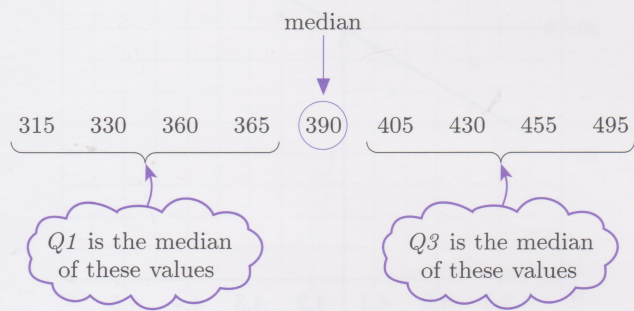 median
315 330 360 365 390 405 430 455 495
Q1 is the median
of these values
Q3 is the median
of these values